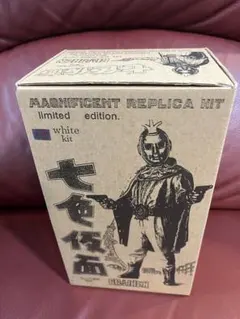 MAGNIFICENT REPLICA KIT
limited edition.
white
kit
七色仮面